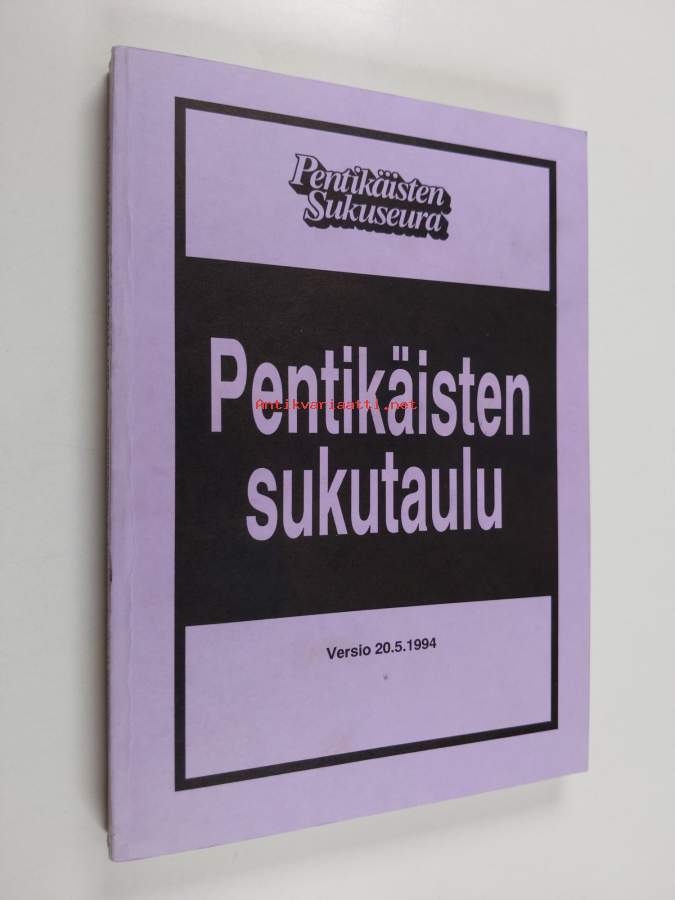 Pentikäisten
Sukuseura
Pentikäisten
Antikvariaatti.net
sukutaulu
Versio 20.5.1994